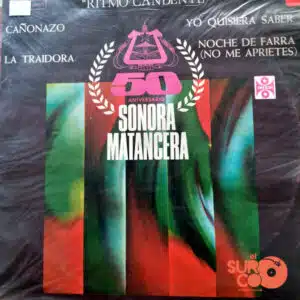 "RITMO CANDENTE"
CAÑONAZO
YO QUISIERA SABER
LA TRAIDORA
NOCHE DE FARRA
(NO ME APRIETES)
50
ANIVERSARIO
SONORA
MATANCERA
el
SURCO